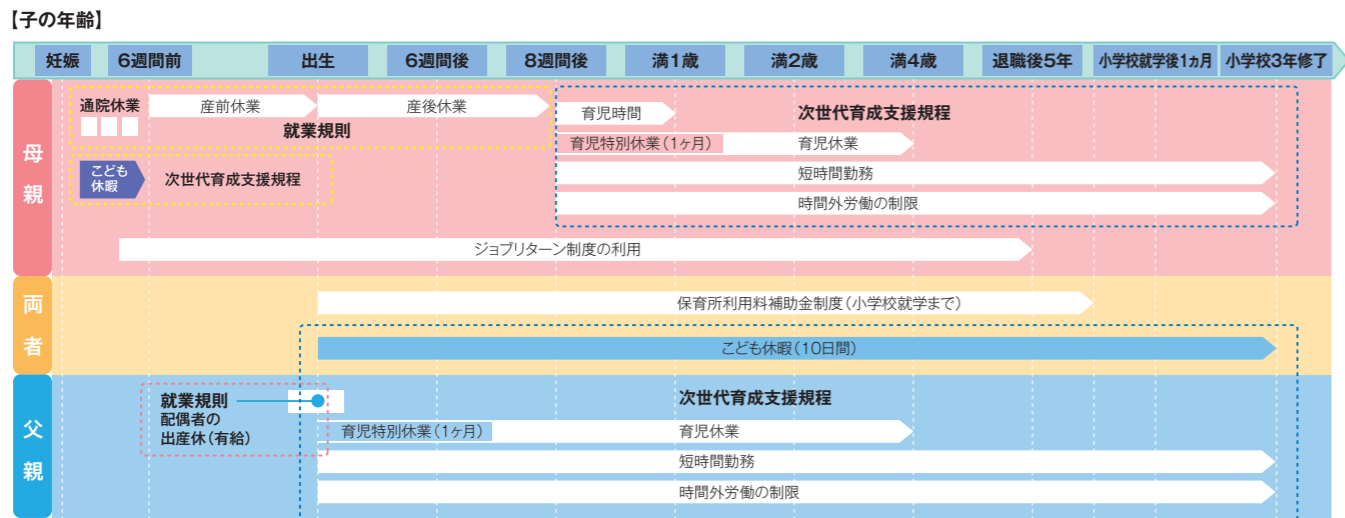 【子の年齢】
妊娠 6週間前 出生 6週間後 8週間後 満1歳 満2歳 満4歳 退職後5年 小学校就学後1ヵ月 小学校3年修了
母親
通院休業 産前休業 産後休業
就業規則
こども
休暇
次世代育成支援規程
育児時間 次世代育成支援規程
育児特別休業(1ヶ月) 育児休業
短時間勤務
時間外労働の制限
ジョブリターン制度の利用
両者
保育所利用料補助金制度(小学校就学まで)
こども休暇(10日間)
父親
就業規則
配偶者の
出産休(有給)
次世代育成支援規程
育児特別休業(1ヶ月) 育児休業
短時間勤務
時間外労働の制限